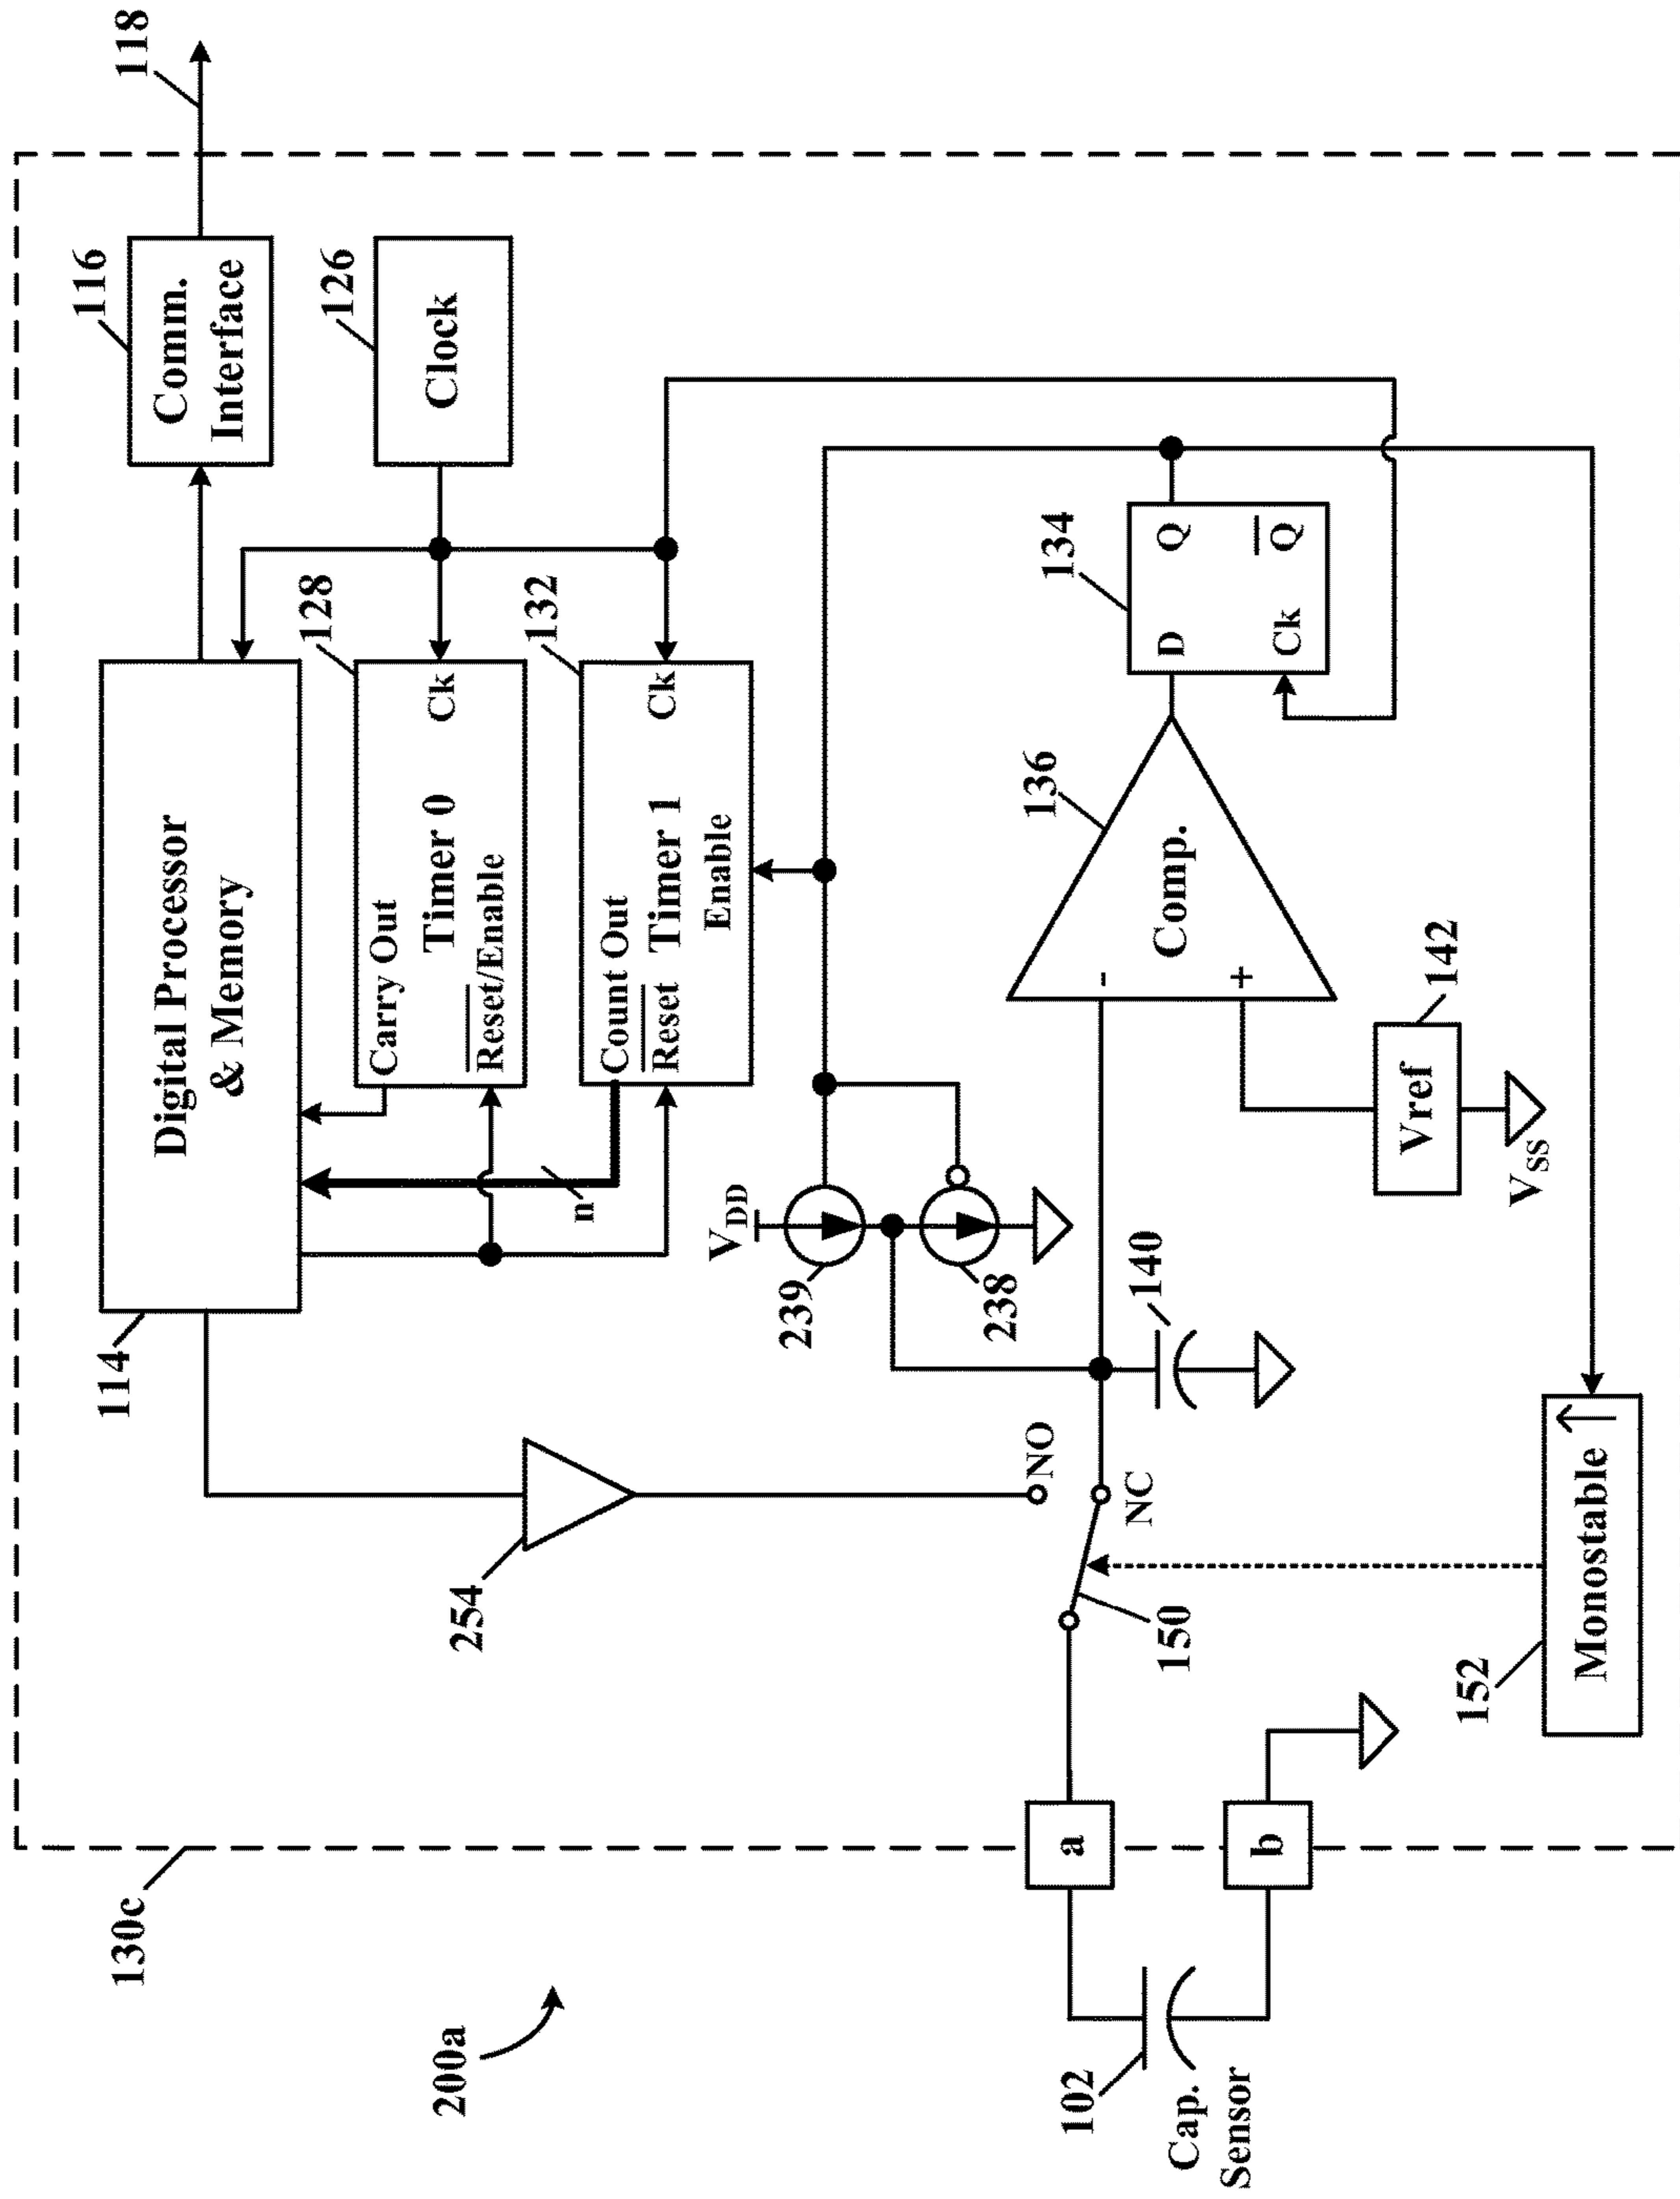 118
116
Comm.
Interface
126
Clock
114
Digital Processor
& Memory
128
Carry Out
Timer 0
Reset/Enable
Ck
132
Count Out
Reset Timer 1
Enable
Ck
n
254
VDD
239
238
134
D
Q
Ck
Q
136
Comp.
-
+
142
Vref
VSS
140
NO
NC
150
152
Monostable ↑
a
b
130c
200a
102
Cap.
Sensor